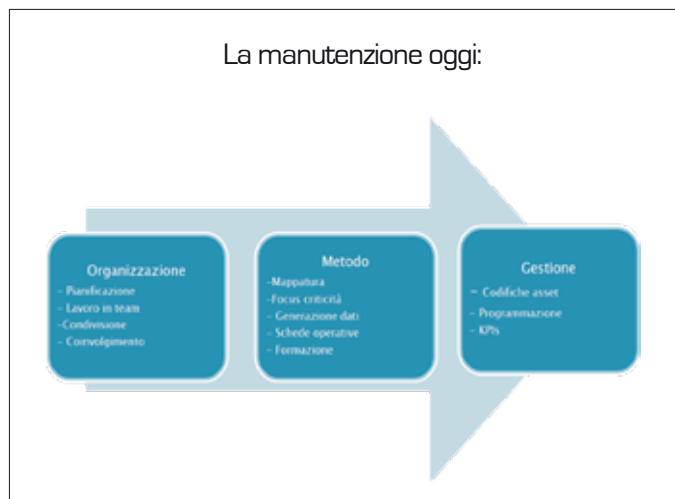 La manutenzione oggi:
Organizzazione
- Pianificazione
- Lavoro in team
-Condivisione
- Coinvolgimento
Metodo
-Mappatura
-Focus criticità
- Generazione dati
- Schede operative
- Formazione
Gestione
- Codifiche asset
- Programmazione
- KPIs